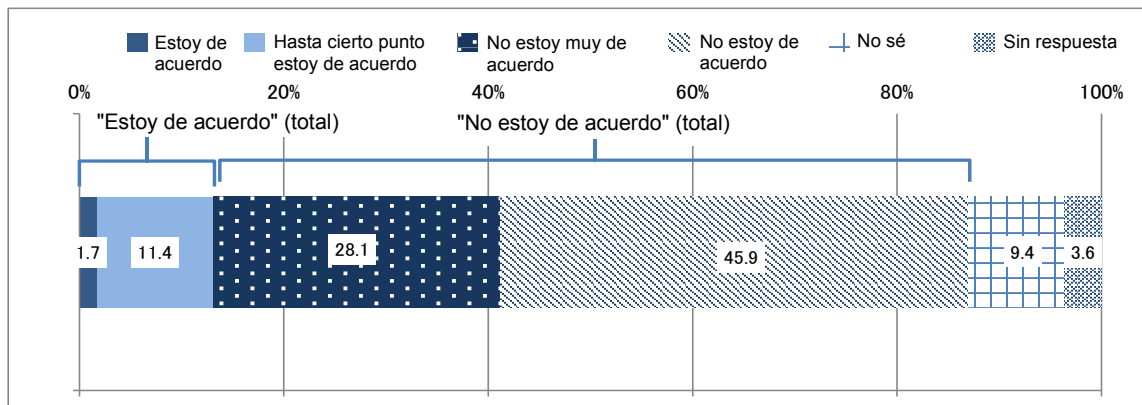 Estoy de
acuerdo
Hasta cierto punto
estoy de acuerdo
No estoy muy de
acuerdo
No estoy de
acuerdo
No sé
Sin respuesta
0% 20% 40% 60% 80% 100%
"Estoy de acuerdo" (total) "No estoy de acuerdo" (total)
1.7 11.4 28.1 45.9 9.4 3.6